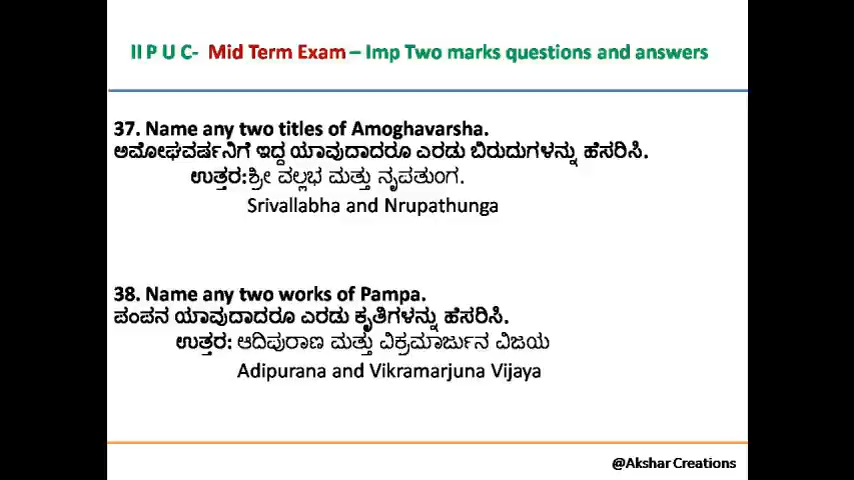 II P U C- Mid Term Exam – Imp Two marks questions and answers
37. Name any two titles of Amoghavarsha.
ಅಮೋಘವರ್ಷನಿಗೆ ಇದ್ದ ಯಾವುದಾದರೂ ಎರಡು ಬಿರುದುಗಳನ್ನು ಹೆಸರಿಸಿ.
ಉತ್ತರ:ಶ್ರೀ ವಲ್ಲಭ ಮತ್ತು ನೃಪತುಂಗ.
Srivallabha and Nrupathunga
38. Name any two works of Pampa.
ಪಂಪನ ಯಾವುದಾದರೂ ಎರಡು ಕೃತಿಗಳನ್ನು ಹೆಸರಿಸಿ.
ಉತ್ತರ: ಆದಿಪುರಾಣ ಮತ್ತು ವಿಕ್ರಮಾರ್ಜುನ ವಿಜಯ
Adipurana and Vikramarjuna Vijaya
@Akshar Creations